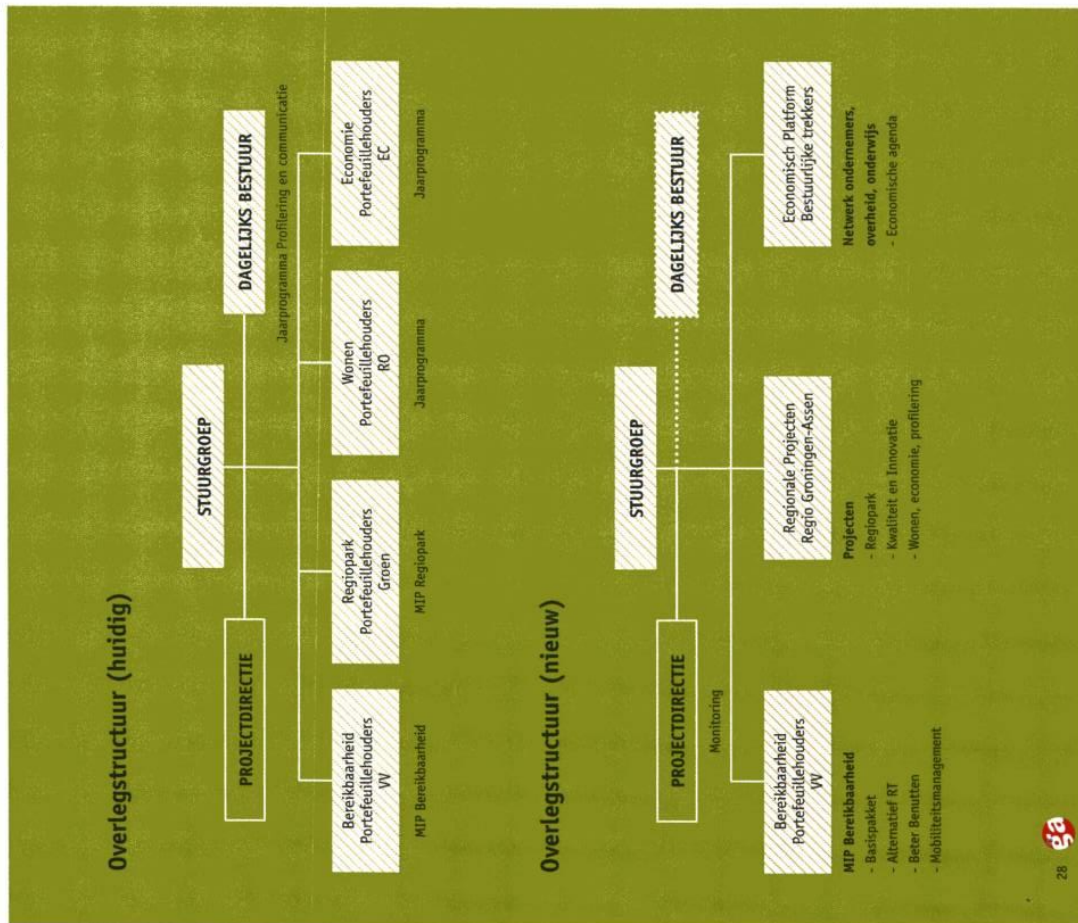 Overlegstructuur (huidig)
STUURGROEP
PROJECTDIRECTIE
DAGELIJKS BESTUUR
Jaarprogramma Profilering en communicatie
Bereikbaarheid
Portefeuillehouders
VV
MIP Bereikbaarheid
Regiopark
Portefeuillehouders
Groen
MIP Regiopark
Wonen
Portefeuillehouders
RO
Jaarprogramma
Economie
Portefeuillehouders
EC
Jaarprogramma
Overlegstructuur (nieuw)
STUURGROEP
PROJECTDIRECTIE
DAGELIJKS BESTUUR
Monitoring
Bereikbaarheid
Portefeuillehouders
VV
MIP Bereikbaarheid
- Basispakket
- Alternatief RT
- Beter Benutten
- Mobiliteitsmanagement
Regionale Projecten
Regio Groningen-Assen
Projecten
- Regiopark
- Kwaliteit en Innovatie
- Wonen, economie, profilering
Economisch Platform
Bestuurlijke trekkers
Netwerk ondernemers,
overheid, onderwijs
- Economische agenda
28
ga